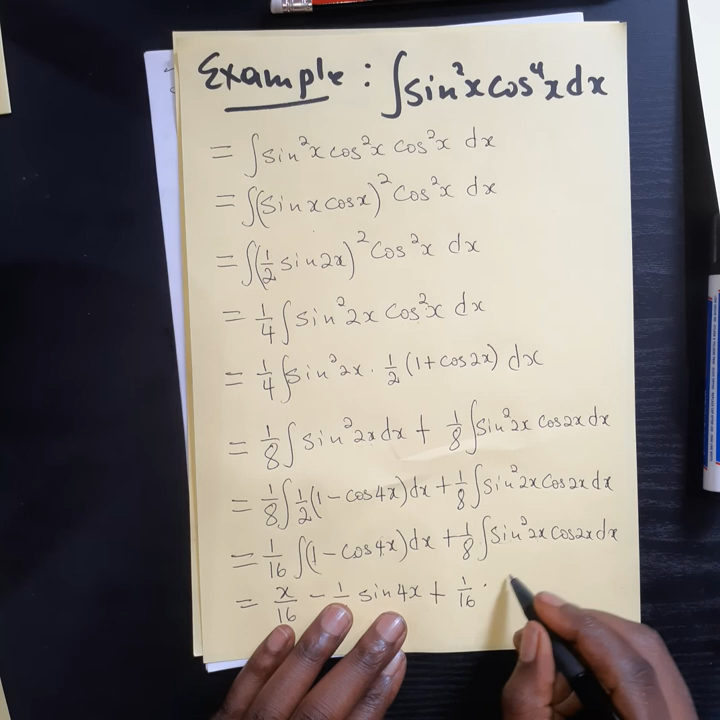 Example : ∫sin²x cos⁴x dx
= ∫sin²x cos²x cos²x dx
= ∫(sin x cos x)² cos²x dx
= ∫(½ sin 2x)² cos²x dx
= ¼ ∫sin²2x cos²x dx
= ¼ ∫sin²2x · ½ (1 + cos 2x) dx
= ⅛ ∫sin²2x dx + ⅛ ∫sin²2x cos 2x dx
= ⅛ ∫½(1 − cos 4x) dx + ⅛ ∫sin²2x cos 2x dx
= 1/16 ∫(1 − cos 4x) dx + ⅛ ∫sin²2x cos 2x dx
= x/16 − 1/ sin 4x + 1/16 ·